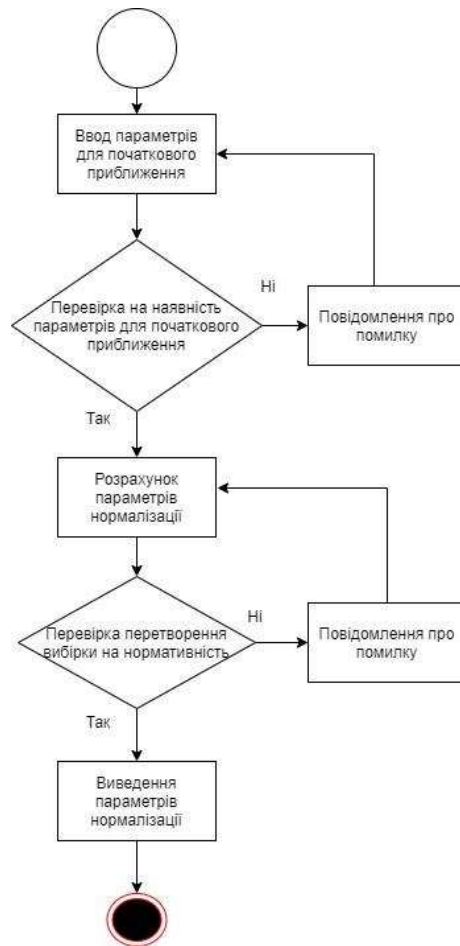 Ввод параметрів
для початкового
приближення
Ні
Перевірка на наявність
параметрів для початкового
приближення
Повідомлення про
помилку
Так
Розрахунок
параметрів
нормалізації
Ні
Перевірка перетворення
вибірки на нормативність
Повідомлення про
помилку
Так
Виведення
параметрів
нормалізації